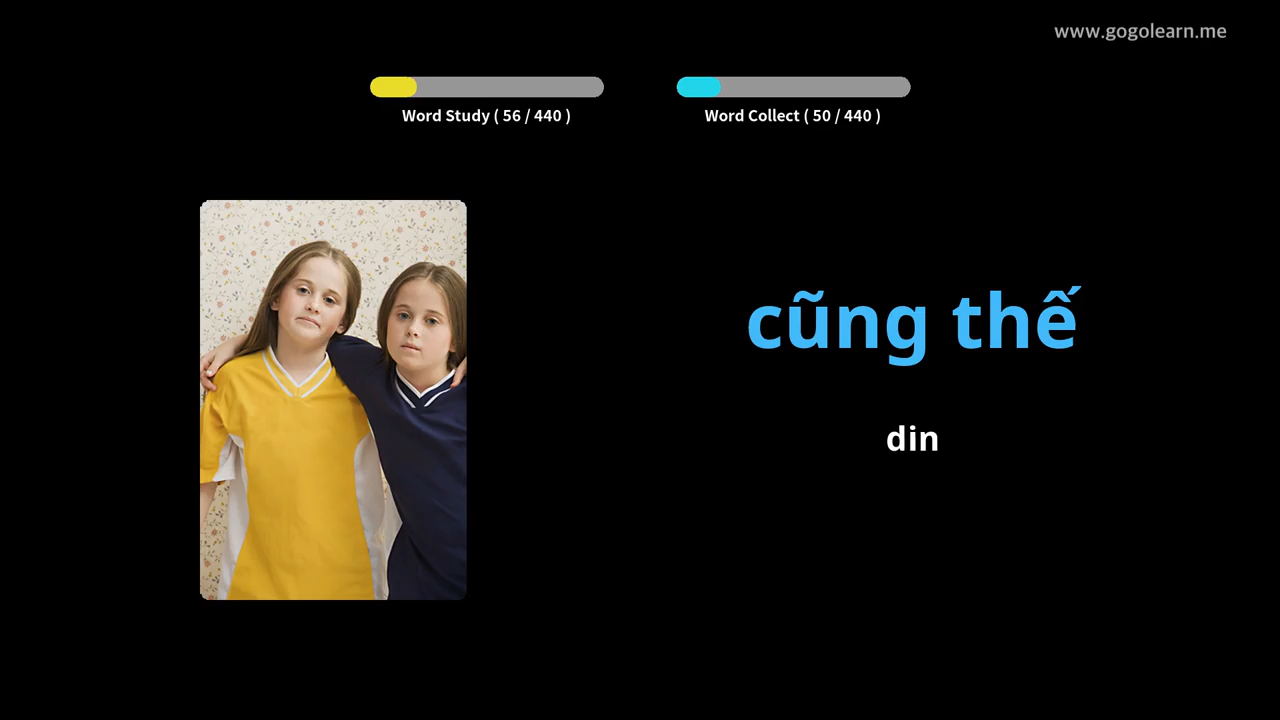 www.gogolearn.me
Word Study ( 56 / 440 )
Word Collect ( 50 / 440 )
cũng thế
din